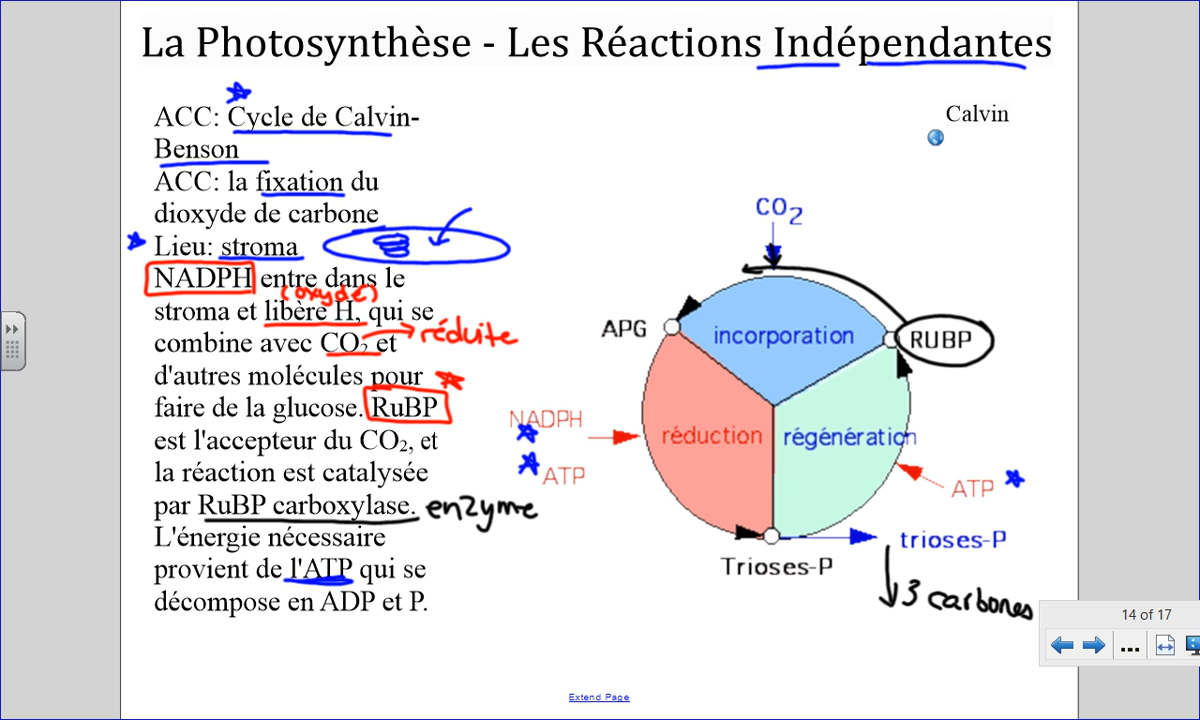 La Photosynthèse - Les Réactions Indépendantes
ACC: Cycle de Calvin-
Benson
ACC: la fixation du
dioxyde de carbone
Lieu: stroma
NADPH entre dans le
(oxydé)
stroma et libère H, qui se
combine avec CO₂ et
réduite
d'autres molécules pour
faire de la glucose. RuBP
est l'accepteur du CO₂, et
la réaction est catalysée
par RuBP carboxylase.
enzyme
L'énergie nécessaire
provient de l'ATP qui se
décompose en ADP et P.
Calvin
CO₂
APG
incorporation
RUBP
NADPH
réduction
régénération
ATP
ATP
trioses-P
Trioses-P
3 carbones
14 of 17
...
Extend Page